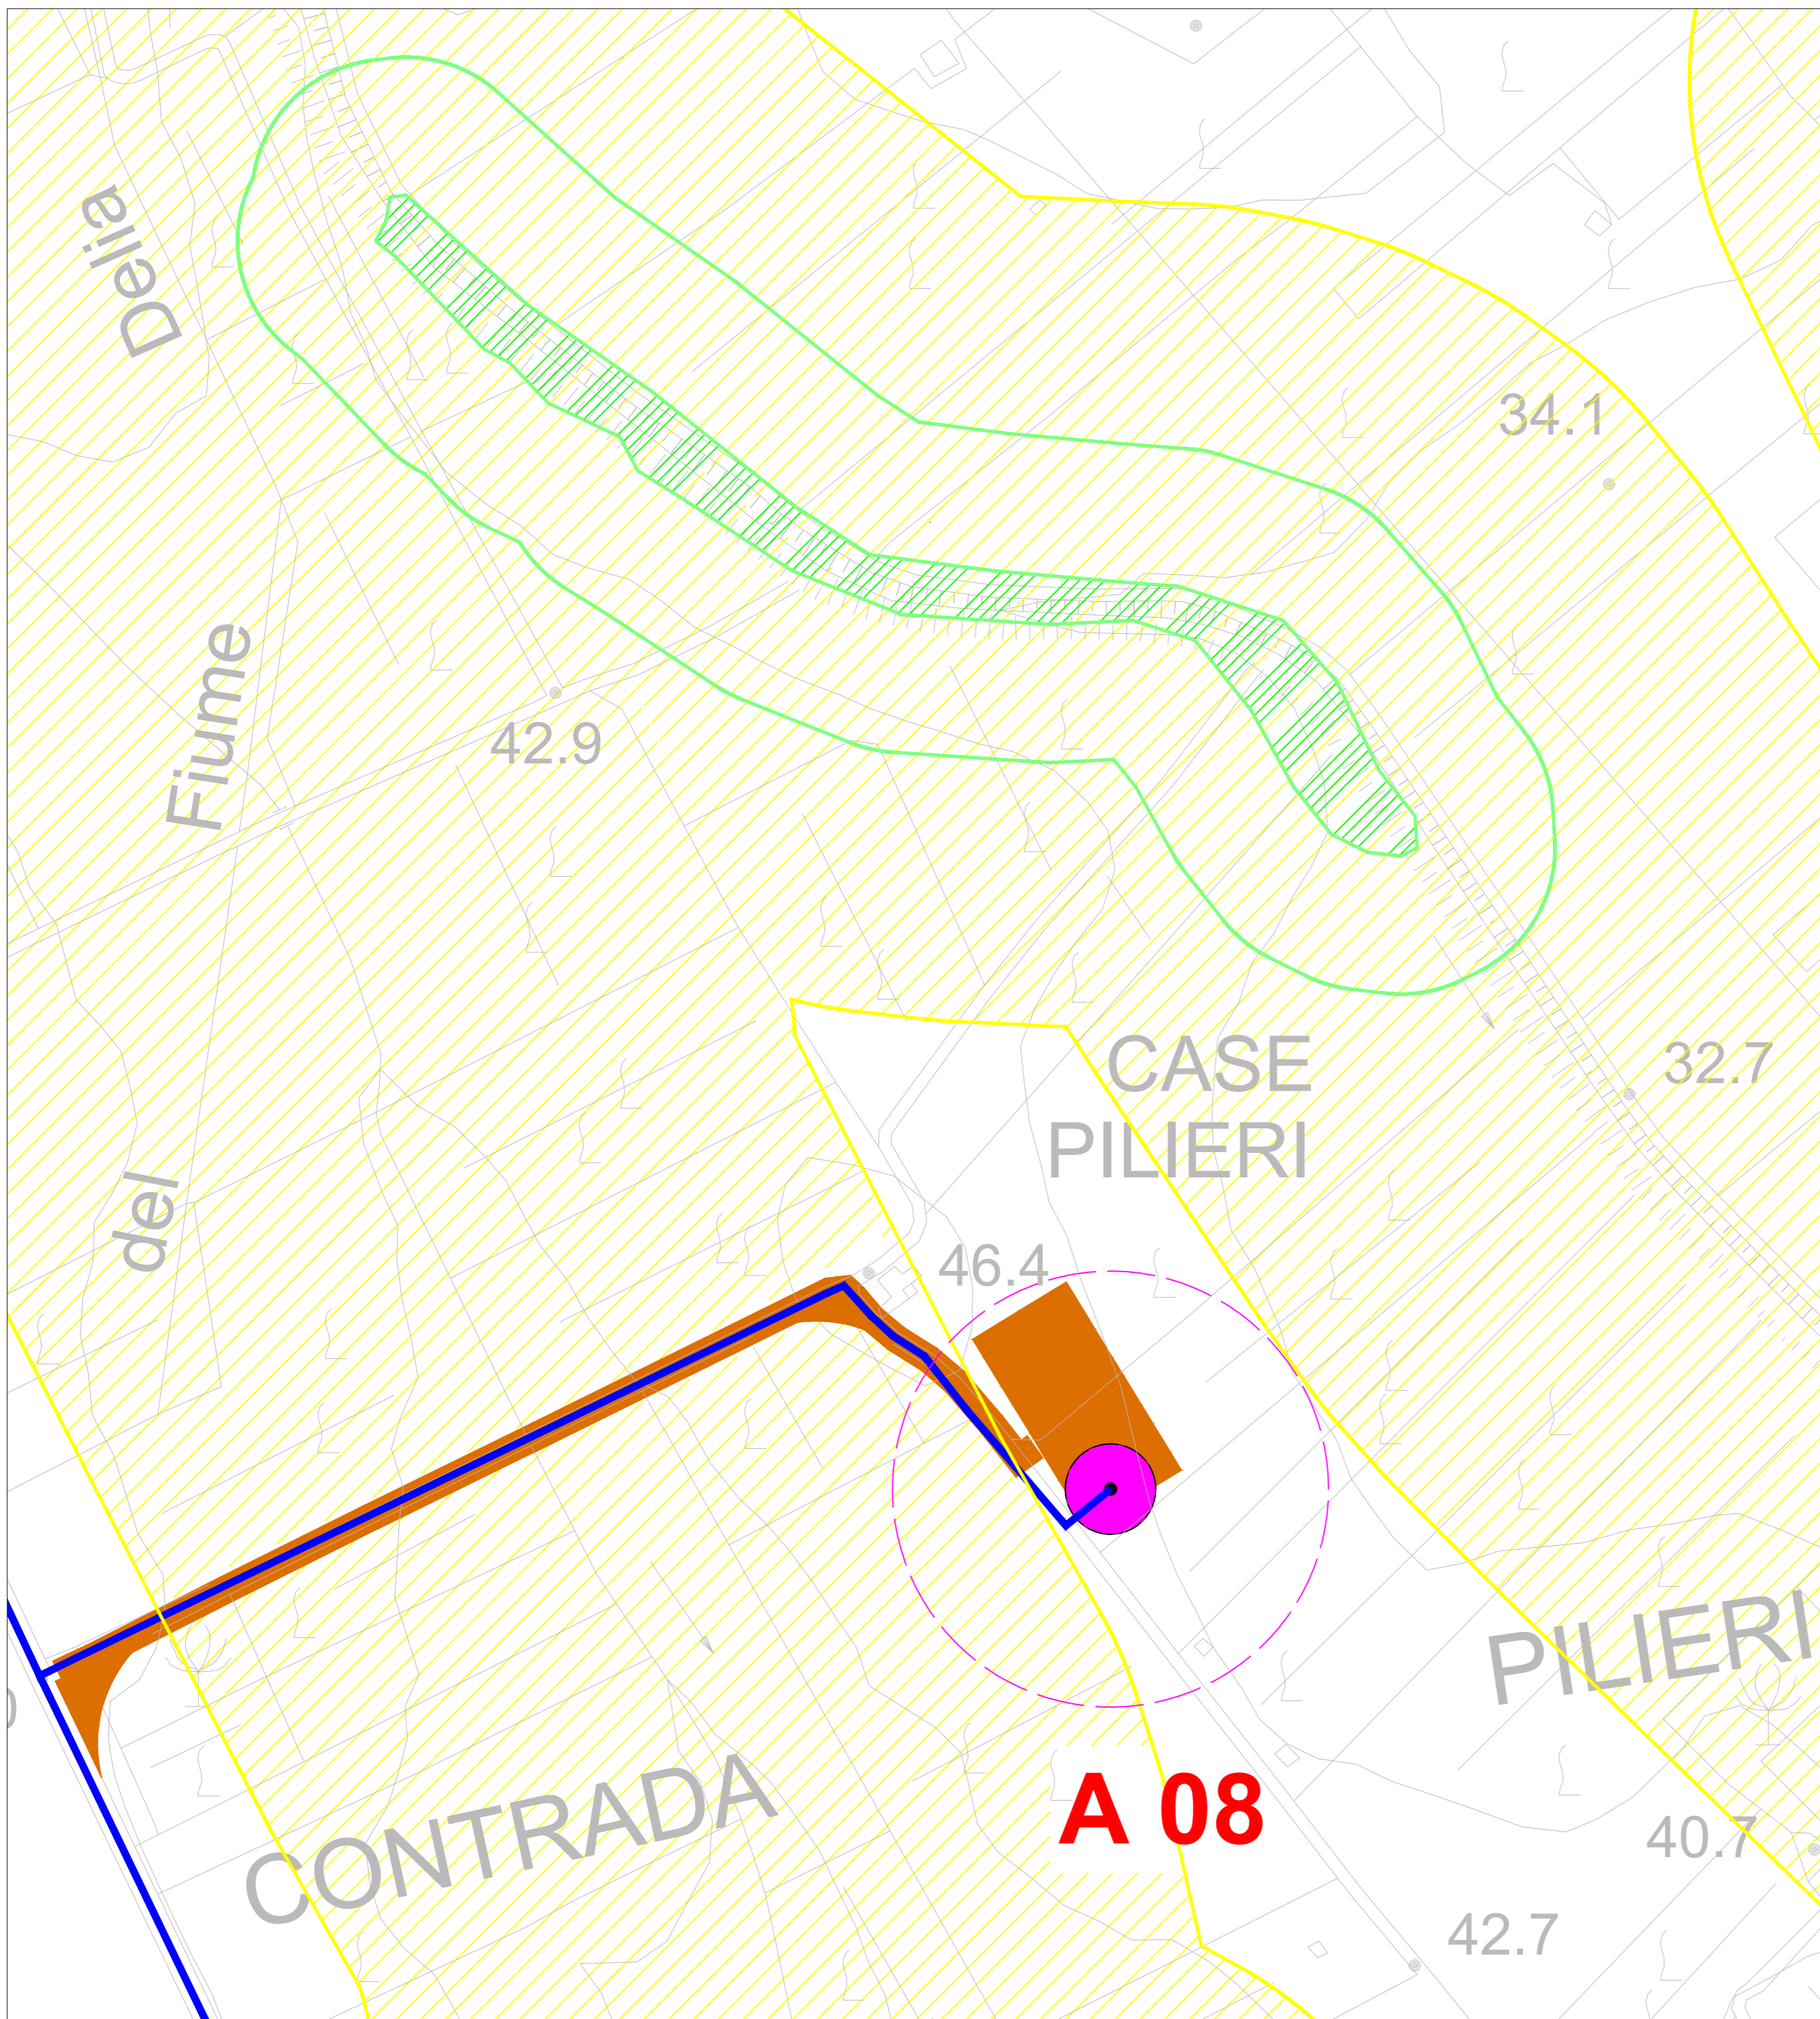 Delia
34.1
Fiume
42.9
CASE
PILIERI
32.7
del
46.4
PILIERI
A 08
CONTRADA
40.7
42.7